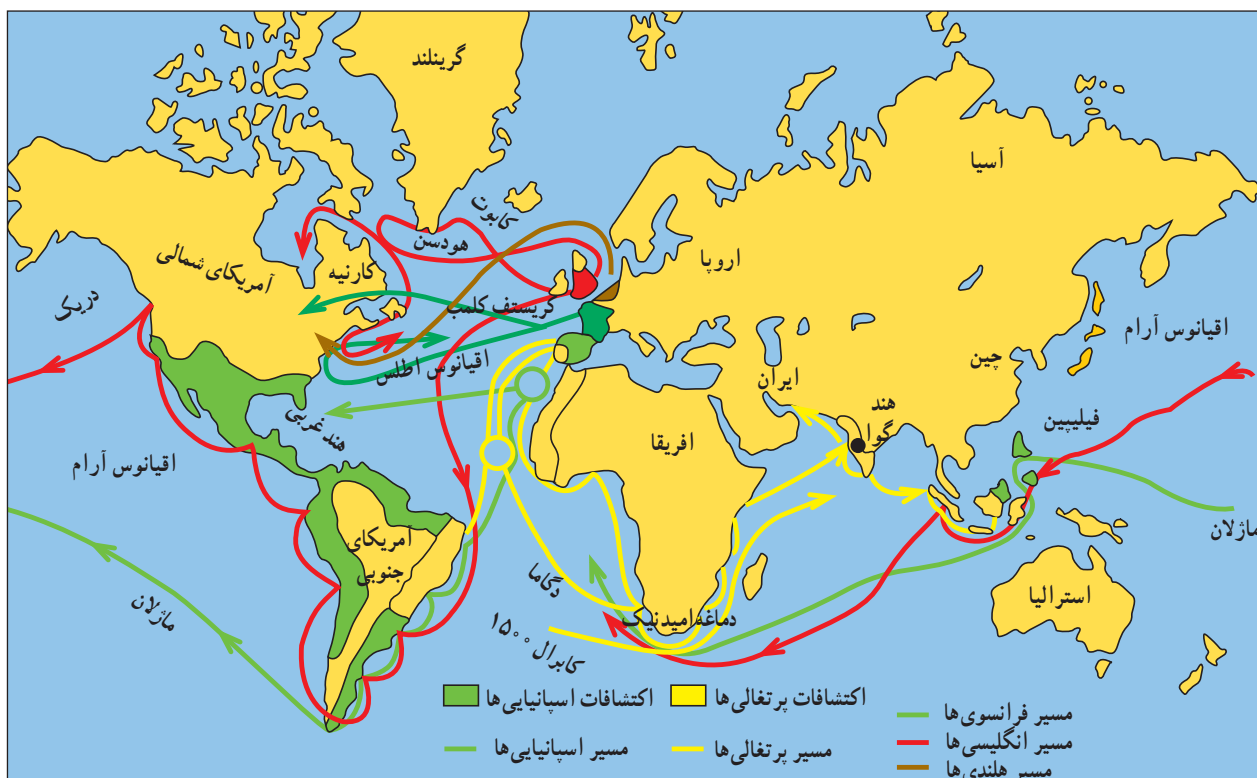 گرینلند
آسیا
کابوت
هودسن
اروپا
کارتیه
آمریکای شمالی
دریک
کریستف کلمب
اقیانوس آرام
اقیانوس اطلس
چین
ایران
هند
گوا
فیلیپین
هند غربی
افریقا
اقیانوس آرام
آمریکای
جنوبی
ماژلان
دگاما
استرالیا
ماژلان
دماغه امیدنیک
کابرال ۱۵۰۰
اکتشافات پرتغالی‌ها
اکتشافات اسپانیایی‌ها
مسیر فرانسوی‌ها
مسیر انگلیسی‌ها
مسیر هلندی‌ها
مسیر پرتغالی‌ها
مسیر اسپانیایی‌ها